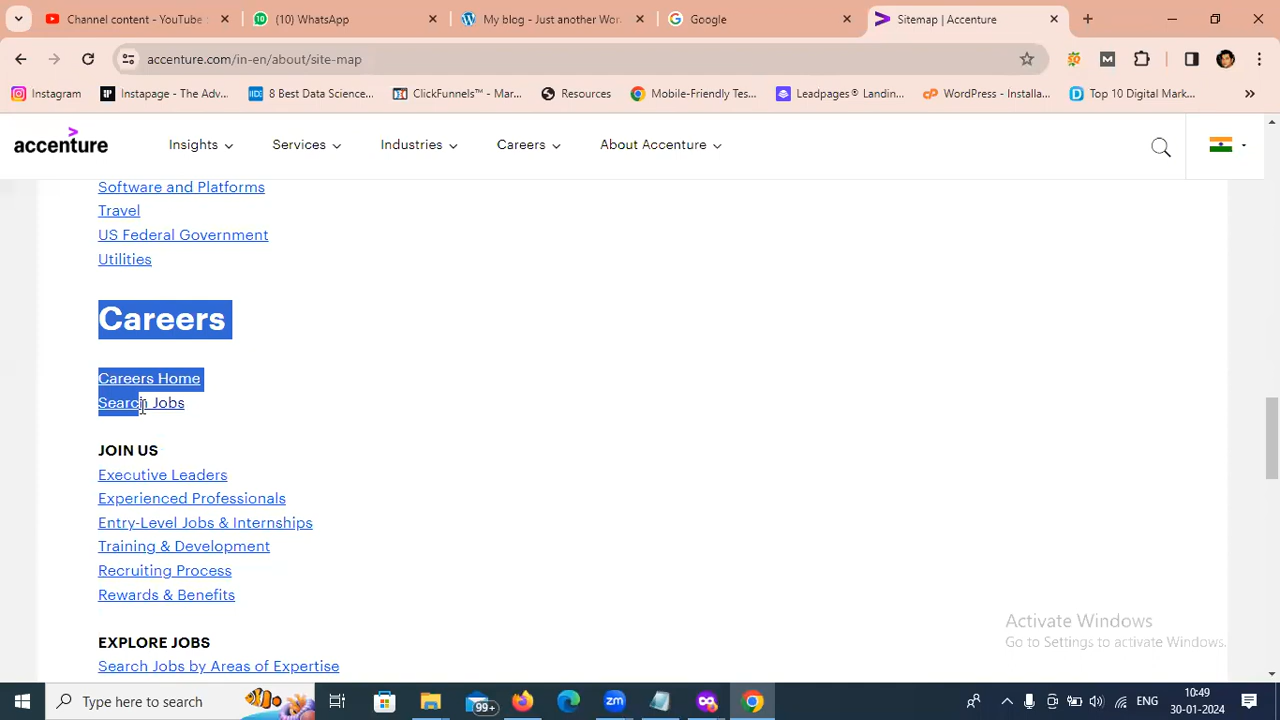 Channel content - YouTube
(10) WhatsApp
My blog - Just another Wor
Google
Sitemap | Accenture
accenture.com/in-en/about/site-map
Instagram
Instapage - The Adv...
8 Best Data Science...
ClickFunnels™ - Mar...
Resources
Mobile-Friendly Tes...
Leadpages® Landin...
WordPress - Installa...
Top 10 Digital Mark...
accenture
Insights
Services
Industries
Careers
About Accenture
Software and Platforms
Travel
US Federal Government
Utilities
Careers
Careers Home
Search Jobs
JOIN US
Executive Leaders
Experienced Professionals
Entry-Level Jobs & Internships
Training & Development
Recruiting Process
Rewards & Benefits
Activate Windows
Go to Settings to activate Windows.
EXPLORE JOBS
Search Jobs by Areas of Expertise
Type here to search
99+
zm
ENG
10:49
30-01-2024